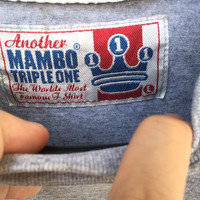 Another
MAMBO®
TRIPLE ONE
The Worlds Most
Famous T Shirt
1
1 1
L